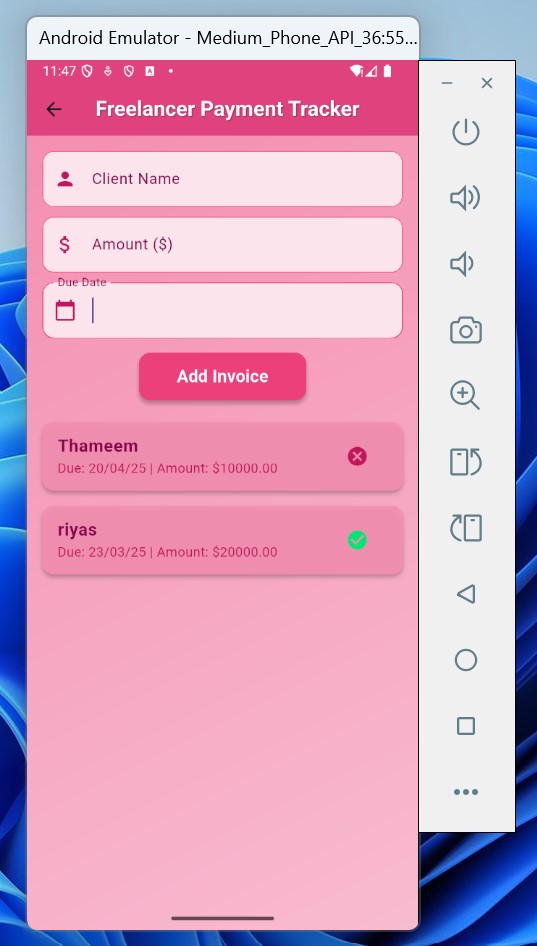 Android Emulator - Medium_Phone_API_36:55...
11:47
Freelancer Payment Tracker
Client Name
$ Amount ($)
Due Date
Add Invoice
Thameem
Due: 20/04/25 | Amount: $10000.00
riyas
Due: 23/03/25 | Amount: $20000.00